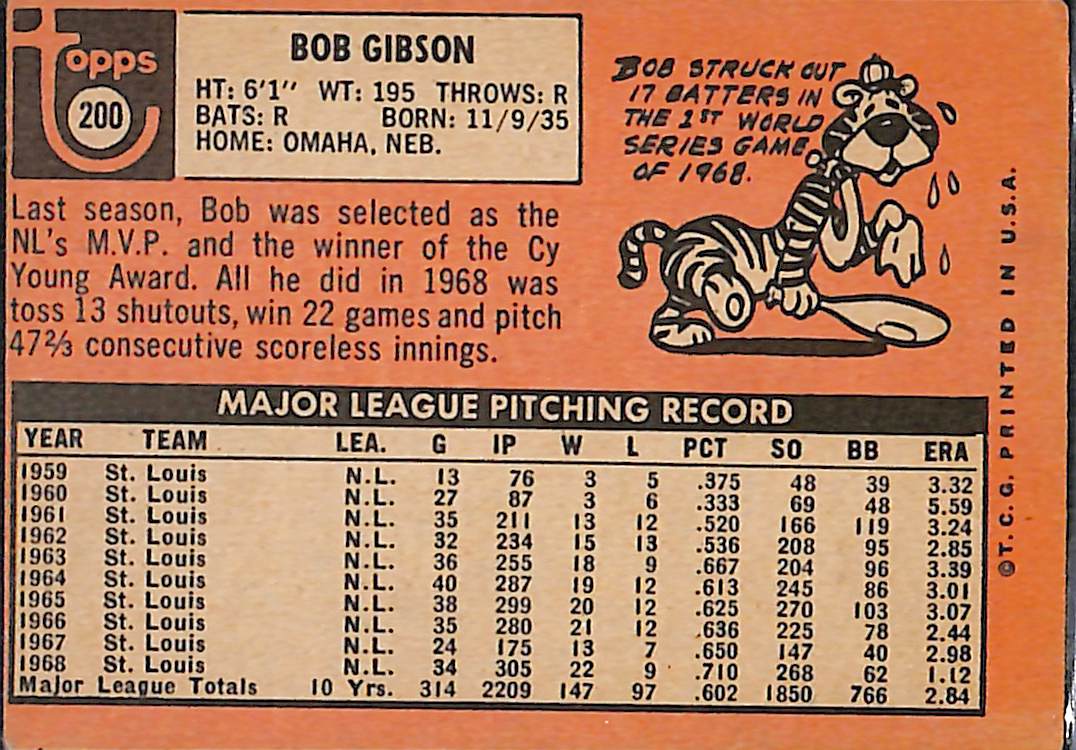 Topps
200
BOB GIBSON
HT: 6'1" WT: 195 THROWS: R
BATS: R BORN: 11/9/35
HOME: OMAHA, NEB.
BOB STRUCK OUT
17 BATTERS IN
THE 1ST WORLD
SERIES GAME
OF 1968.
Last season, Bob was selected as the
NL's M.V.P. and the winner of the Cy
Young Award. All he did in 1968 was
toss 13 shutouts, win 22 games and pitch
47⅔ consecutive scoreless innings.
MAJOR LEAGUE PITCHING RECORD
YEAR TEAM LEA. G IP W L PCT SO BB ERA
1959 St. Louis N.L. 13 76 3 5 .375 48 39 3.32
1960 St. Louis N.L. 27 87 3 6 .333 69 48 5.59
1961 St. Louis N.L. 35 211 13 12 .520 166 119 3.24
1962 St. Louis N.L. 32 234 15 13 .536 208 95 2.85
1963 St. Louis N.L. 36 255 18 9 .667 204 96 3.39
1964 St. Louis N.L. 40 287 19 12 .613 245 86 3.01
1965 St. Louis N.L. 38 299 20 12 .625 270 103 3.07
1966 St. Louis N.L. 35 280 21 12 .636 225 78 2.44
1967 St. Louis N.L. 24 175 13 7 .650 147 40 2.98
1968 St. Louis N.L. 34 305 22 9 .710 268 62 1.12
Major League Totals 10 Yrs. 314 2209 147 97 .602 1850 766 2.84
©T.C.G. PRINTED IN U.S.A.